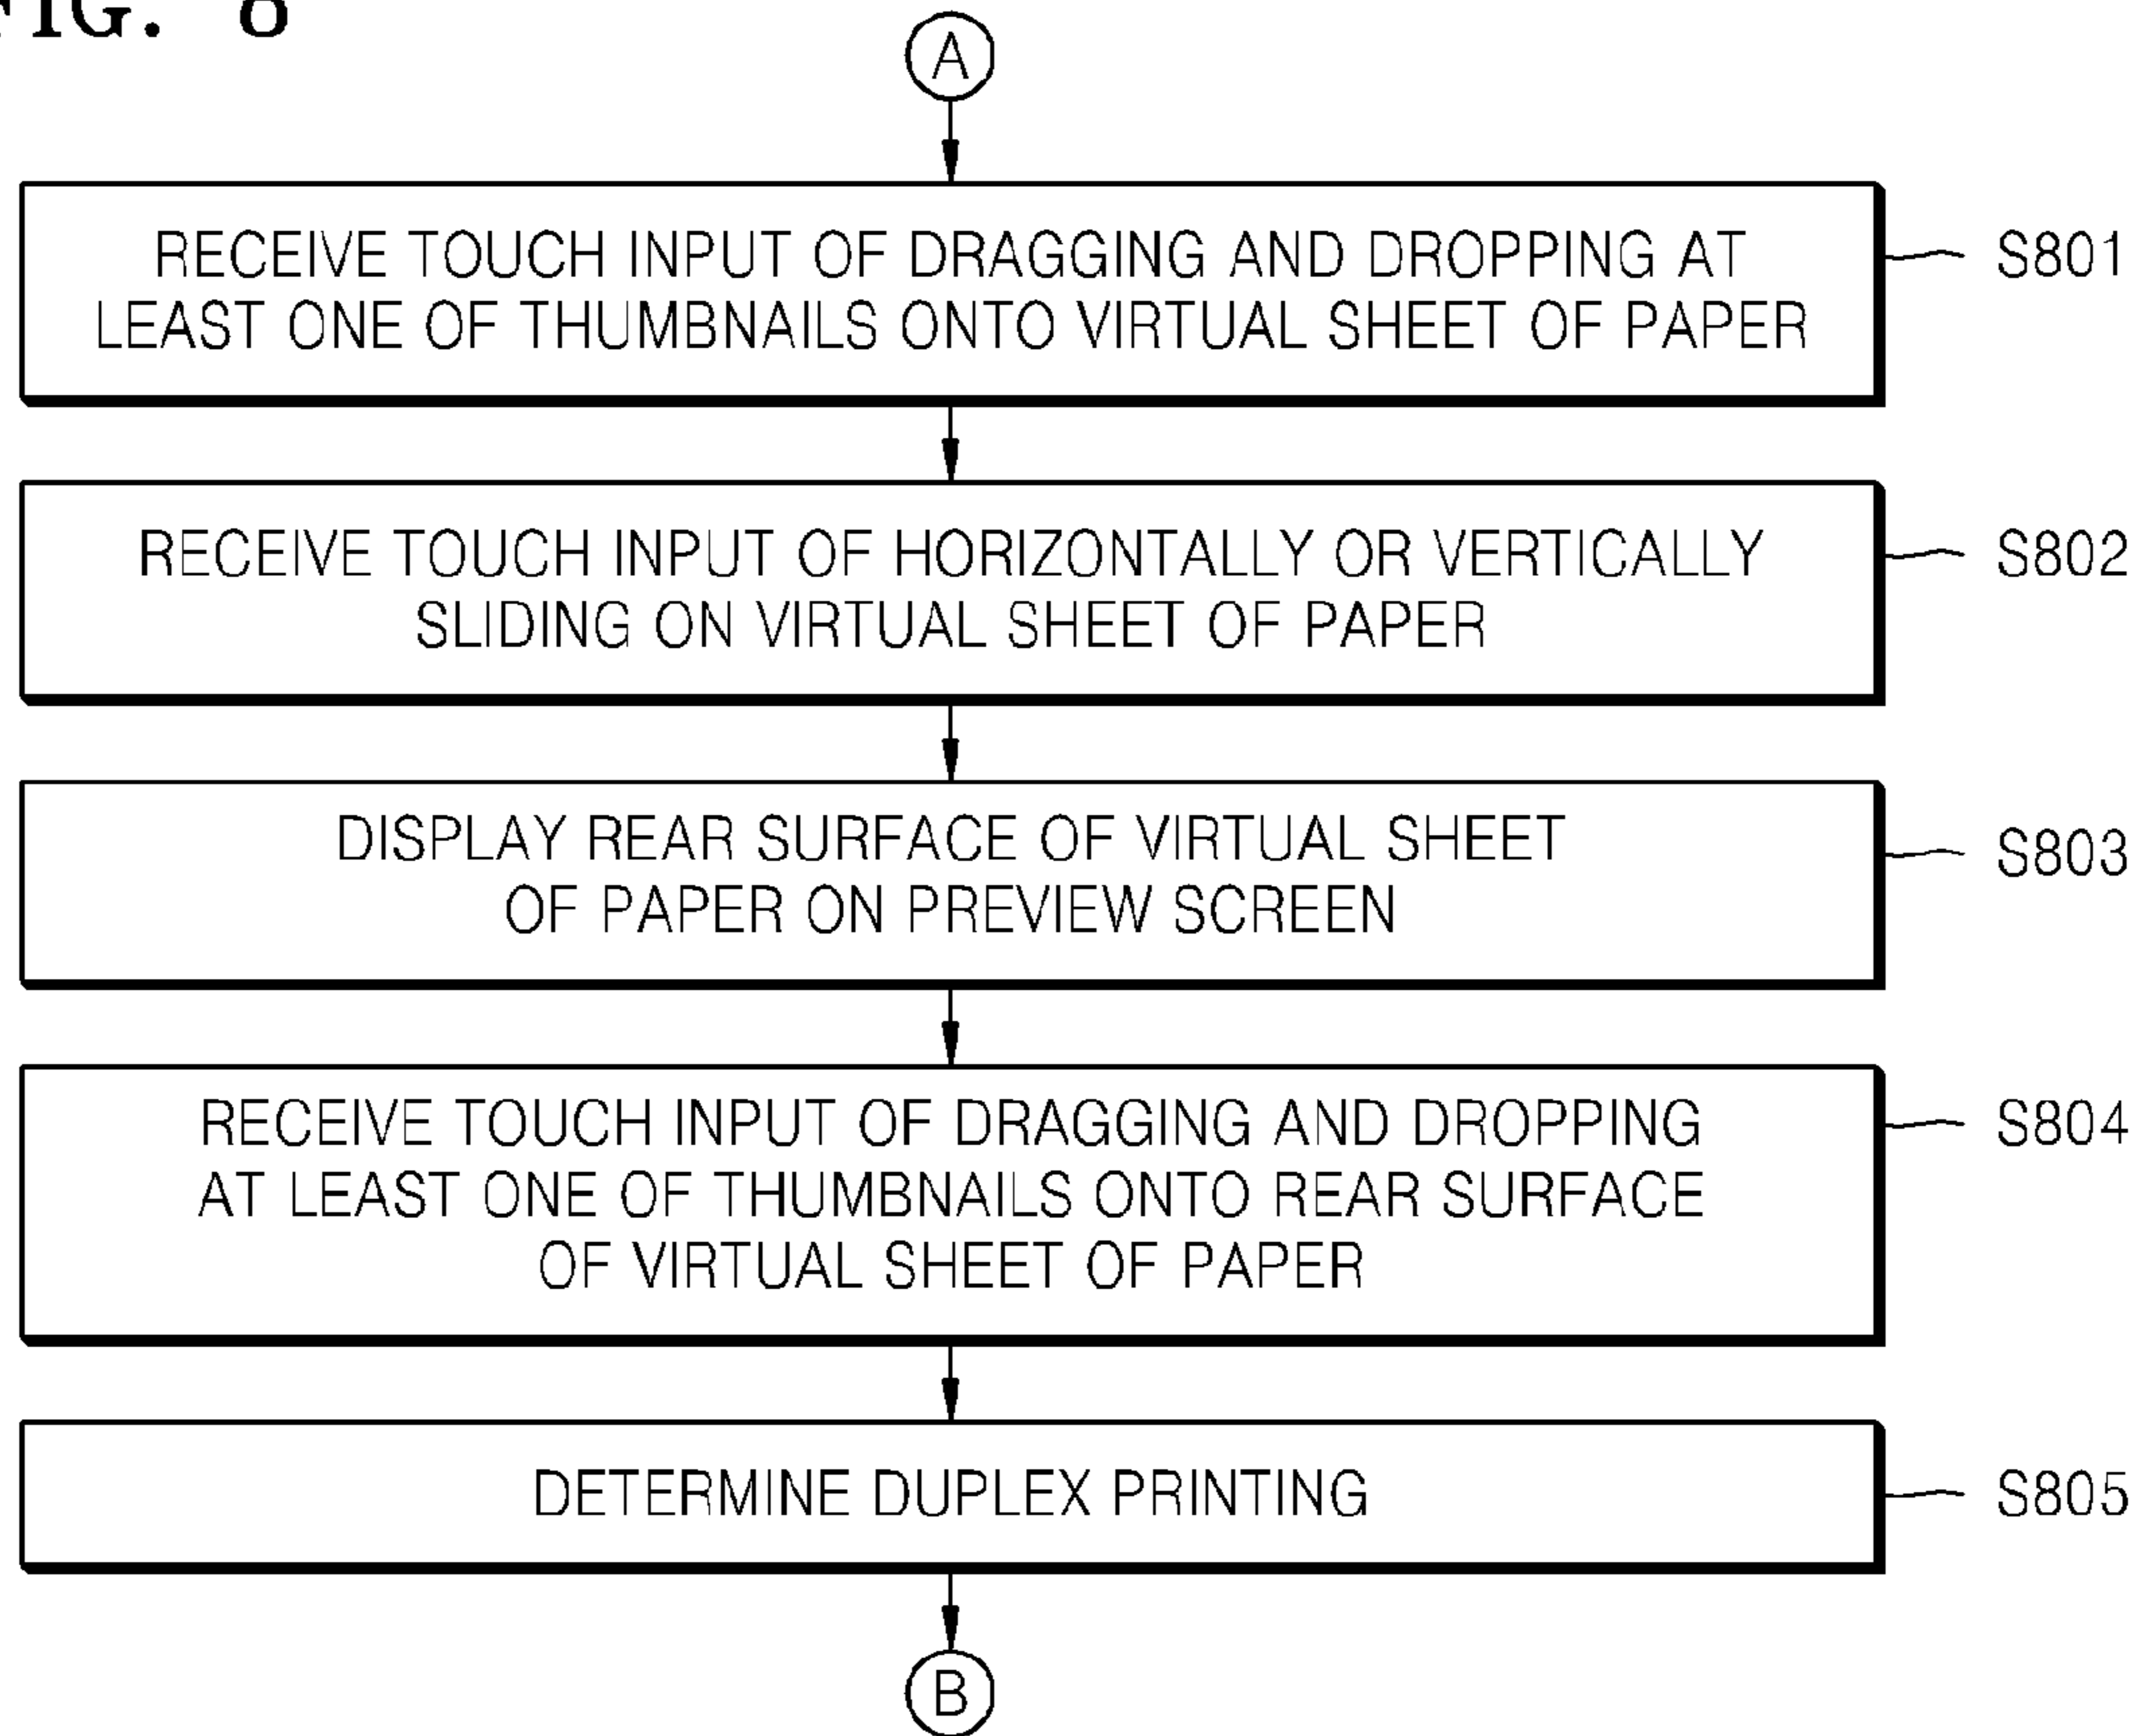 FIG. 8
A
RECEIVE TOUCH INPUT OF DRAGGING AND DROPPING AT
LEAST ONE OF THUMBNAILS ONTO VIRTUAL SHEET OF PAPER
S801
RECEIVE TOUCH INPUT OF HORIZONTALLY OR VERTICALLY
SLIDING ON VIRTUAL SHEET OF PAPER
S802
DISPLAY REAR SURFACE OF VIRTUAL SHEET
OF PAPER ON PREVIEW SCREEN
S803
RECEIVE TOUCH INPUT OF DRAGGING AND DROPPING
AT LEAST ONE OF THUMBNAILS ONTO REAR SURFACE
OF VIRTUAL SHEET OF PAPER
S804
DETERMINE DUPLEX PRINTING
S805
B